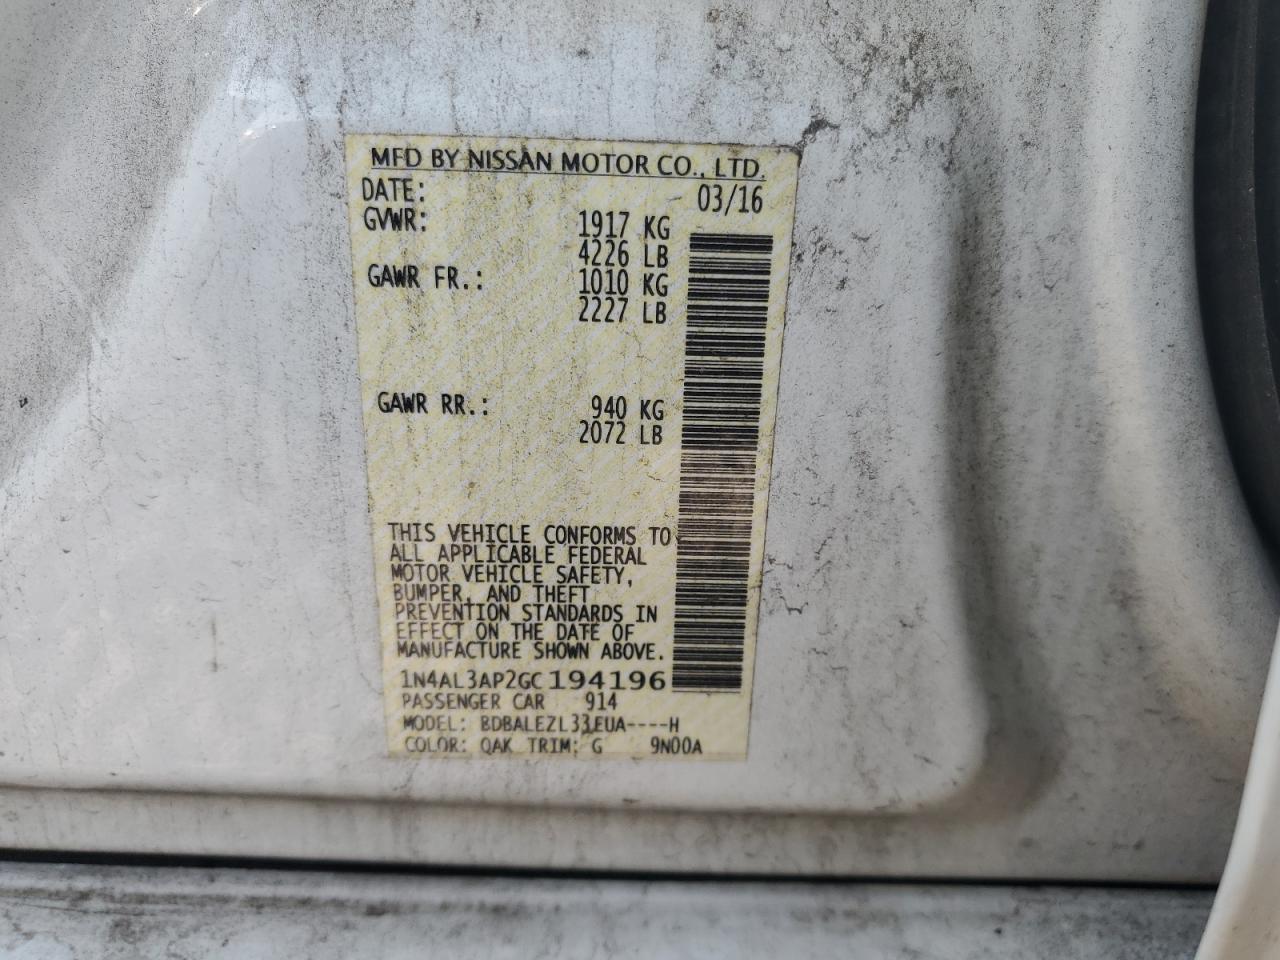 MFD BY NISSAN MOTOR CO., LTD.
DATE: 03/16
GVWR: 1917 KG
4226 LB
GAWR FR.: 1010 KG
2227 LB
GAWR RR.: 940 KG
2072 LB
THIS VEHICLE CONFORMS TO
ALL APPLICABLE FEDERAL
MOTOR VEHICLE SAFETY,
BUMPER, AND THEFT
PREVENTION STANDARDS IN
EFFECT ON THE DATE OF
MANUFACTURE SHOWN ABOVE.
1N4AL3AP2GC194196
PASSENGER CAR 914
MODEL: BDBALEZL33EUA----H
COLOR: QAK TRIM: G 9N00A